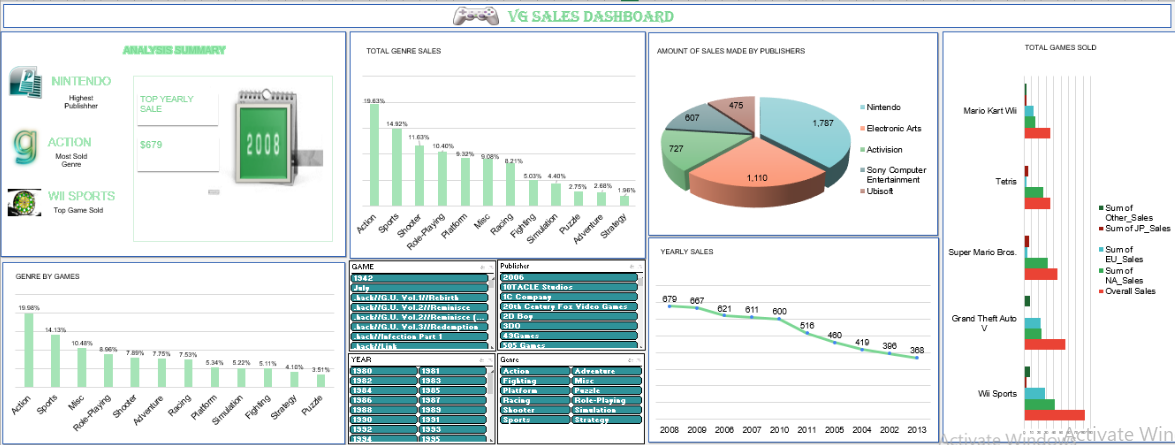 VG SALES DASHBOARD
ANALYSIS SUMMARY
NINTENDO
Highest
Publishher
ACTION
Most Sold
Genre
WII SPORTS
Top Game Sold
TOP YEARLY
SALE
$679
2008
TOTAL GENRE SALES
19.83%
14.92%
11.63%
10.40%
9.32%
9.08%
8.21%
5.03%
4.40%
2.75%
2.68%
1.96%
Action
Sports
Shooter
Role-Playing
Platform
Misc
Racing
Fighting
Simulation
Puzzle
Adventure
Strategy
AMOUNT OF SALES MADE BY PUBLISHERS
475
607
1,787
727
1,110
Nintendo
Electronic Arts
Activision
Sony Computer
Entertainment
Ubisoft
TOTAL GAMES SOLD
Mario Kart Wii
Tetris
Super Mario Bros.
Grand Theft Auto
V
Wii Sports
Sum of
Other_Sales
Sum of JP_Sales
Sum of
EU_Sales
Sum of
NA_Sales
Overall Sales
GENRE BY GAMES
19.98%
14.13%
10.48%
8.96%
7.89%
7.75%
7.53%
5.34%
5.22%
5.11%
4.10%
3.51%
Action
Sports
Misc
Role-Playing
Shooter
Adventure
Racing
Platform
Simulation
Fighting
Strategy
Puzzle
GAME
1942
July
.hack//G.U. Vol.1//Rebirth
.hack//G.U. Vol.2//Reminisce
.hack//G.U. Vol.2//Reminisce (...
.hack//G.U. Vol.3//Redemption
.hack//Infection Part 1
.hack//Link
Publisher
2006
10TACLE Studios
1C Company
20th Century Fox Video Games
2D Boy
3DO
49Games
505 Games
YEAR
1980 1981
1982 1983
1984 1985
1986 1987
1988 1989
1990 1991
1992 1993
1994 1995
Genre
Action Adventure
Fighting Misc
Platform Puzzle
Racing Role-Playing
Shooter Simulation
Sports Strategy
YEARLY SALES
679 667 621 611 600 516 460 419 396 368
2008 2009 2006 2007 2010 2011 2005 2004 2002 2013
Activate Windows
Activate Win